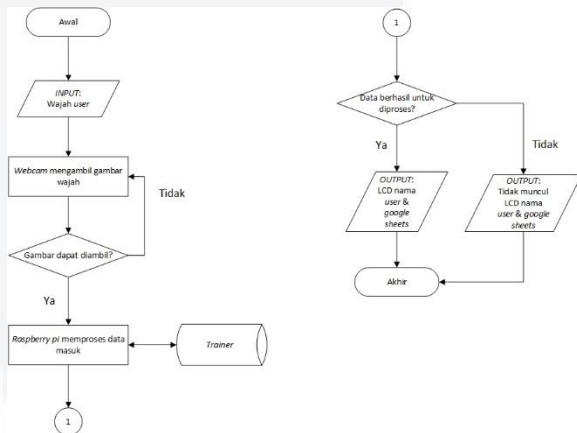 Awal
INPUT:
Wajah user
Webcam mengambil gambar
wajah
Tidak
Gambar dapat diambil?
Ya
Raspberry pi memproses data
masuk
Trainer
1
1
Data berhasil untuk
diproses?
Ya
Tidak
OUTPUT:
LCD nama
user &
google
sheets
OUTPUT:
Tidak muncul
LCD nama
user & google
sheets
Akhir